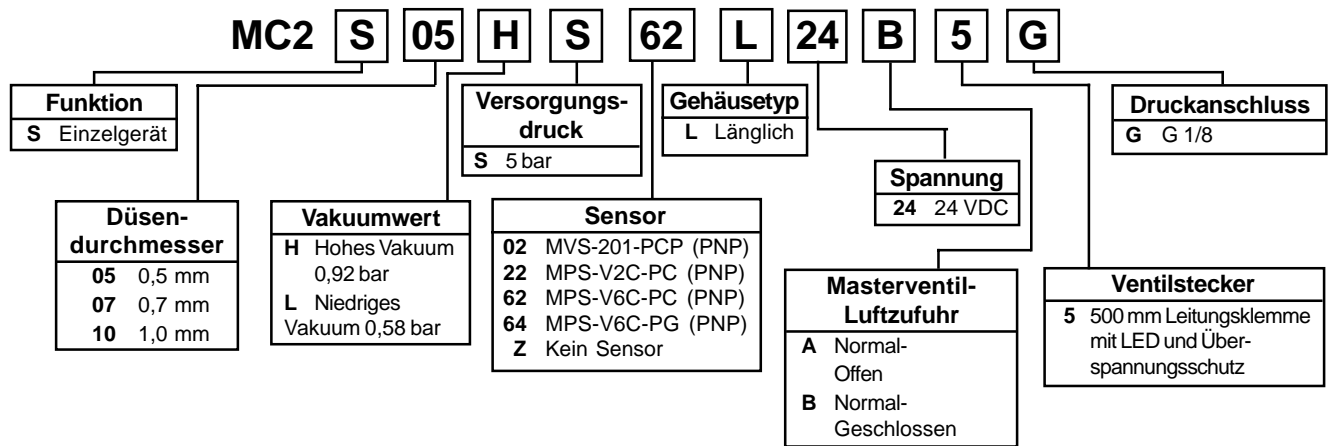 MC2 S 05 H S 62 L 24 B 5 G
Funktion
S Einzelgerät
Versorgungs-
druck
S 5 bar
Gehäusetyp
L Länglich
Druckanschluss
G G 1/8
Spannung
24 24 VDC
Düsen-
durchmesser
05 0,5 mm
07 0,7 mm
10 1,0 mm
Vakuumwert
H Hohes Vakuum
0,92 bar
L Niedriges
Vakuum 0,58 bar
Sensor
02 MVS-201-PCP (PNP)
22 MPS-V2C-PC (PNP)
62 MPS-V6C-PC (PNP)
64 MPS-V6C-PG (PNP)
Z Kein Sensor
Masterventil-
Luftzufuhr
A Normal-
Offen
B Normal-
Geschlossen
Ventilstecker
5 500 mm Leitungsklemme
mit LED und Über-
spannungsschutz